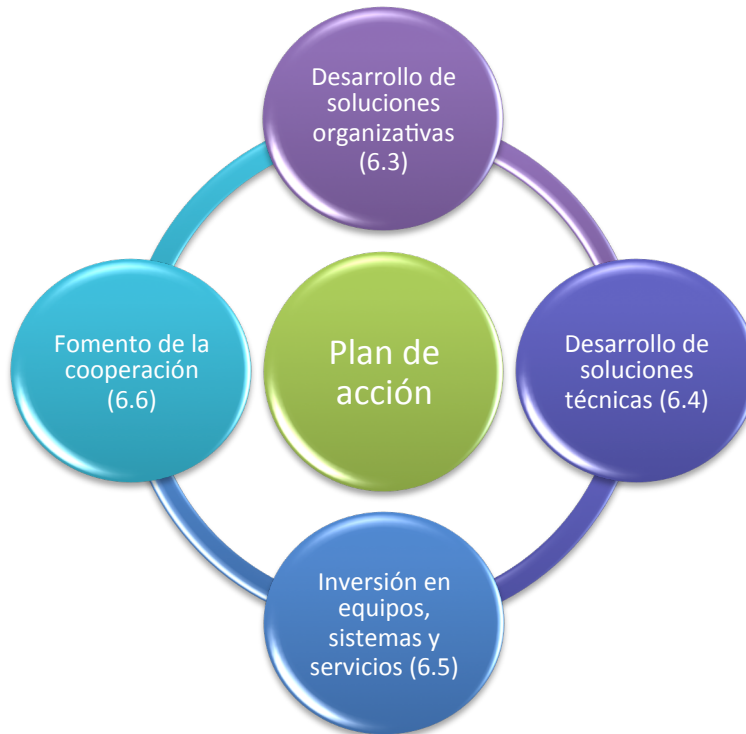 Desarrollo de
soluciones
organizativas
(6.3)
Fomento de la
cooperación
(6.6)
Plan de
acción
Desarrollo de
soluciones
técnicas (6.4)
Inversión en
equipos,
sistemas y
servicios (6.5)